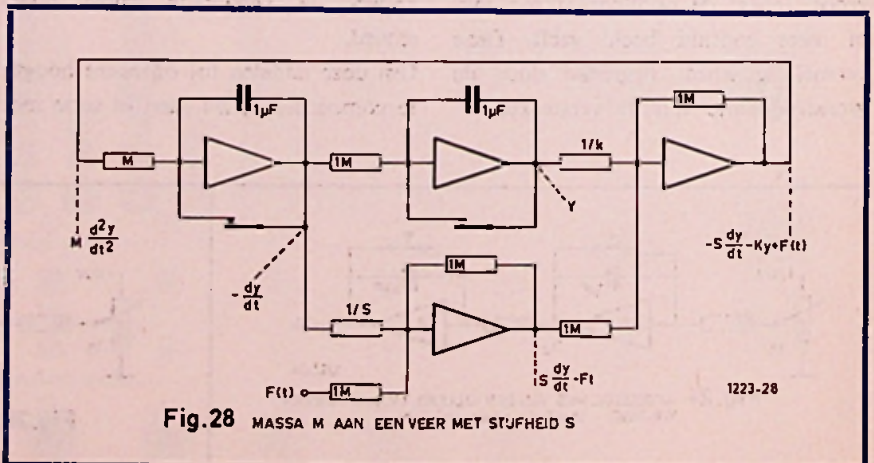 1µF
1µF
1M
M
1M
1/k
M d²y/dt²
-dy/dt
Y
-S dy/dt -Ky+F(t)
1M
1/S
1M
F(t)
1M
S dy/dt -Ft
1223-28
Fig.28 MASSA M AAN EEN VEER MET STIJFHEID S